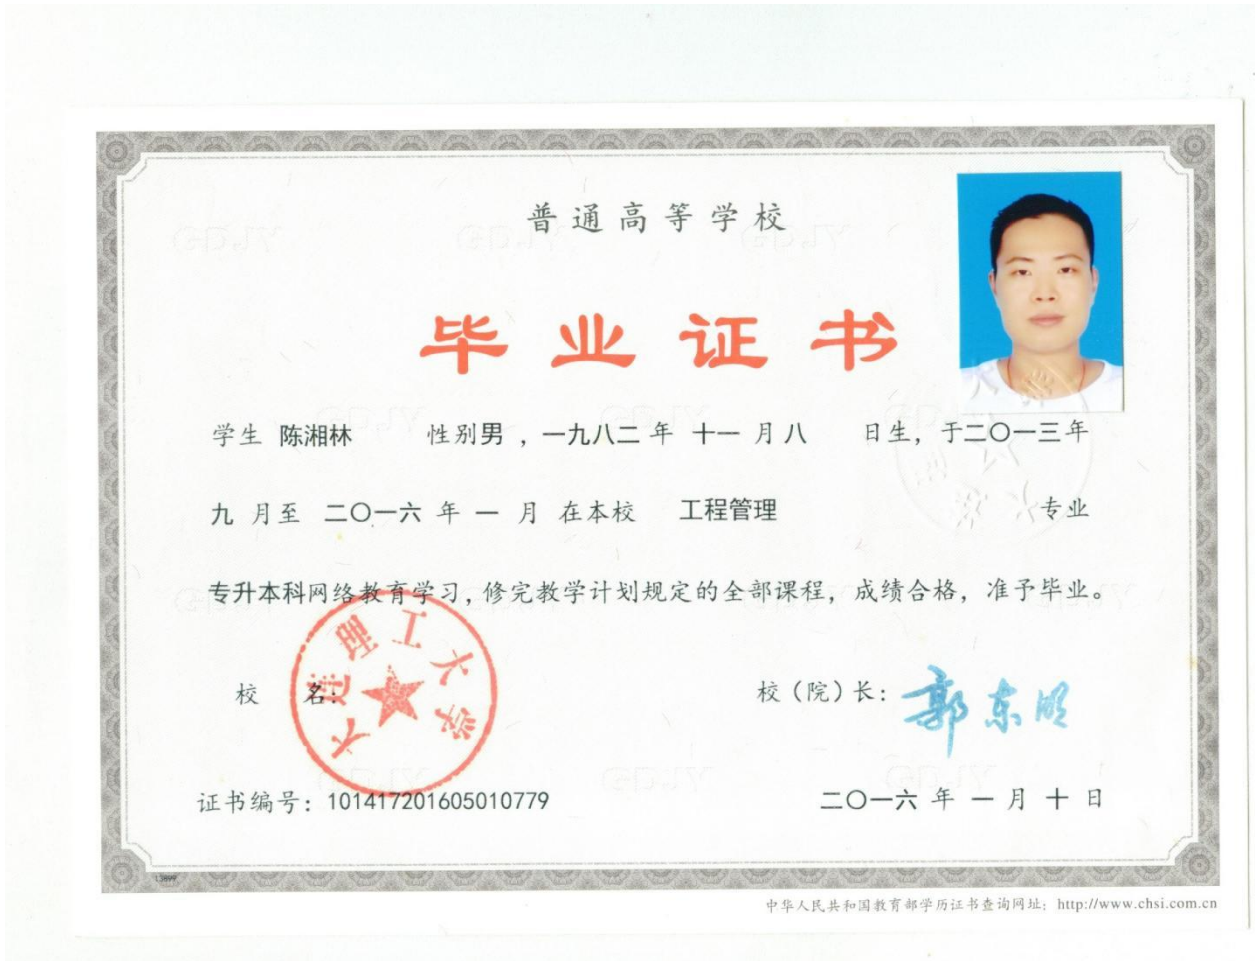 普通高等学校
毕业证书
学生 陈湘林 性别男 ，一九八二 年 十一 月 八 日生，于二〇一三年
九 月至 二〇一六 年 一 月 在本校 工程管理 专业
专升本科网络教育学习，修完教学计划规定的全部课程，成绩合格，准予毕业。
校 名：
大连理工大学
校（院）长：郭东明
证书编号：101417201605010779
二〇一六 年 一 月 十 日
中华人民共和国教育部学历证书查询网址：http://www.chsi.com.cn